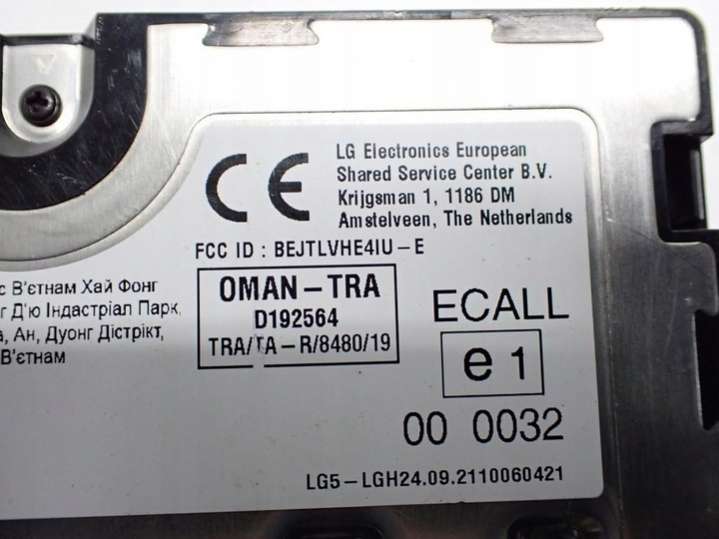 CE
LG Electronics European
Shared Service Center B.V.
Krijgsman 1, 1186 DM
Amstelveen, The Netherlands
FCC ID : BEJTLVHE4IU-E
с В'єтнам Хай Фонг
г Д'ю Індастріал Парк,
а, Ан, Дуонг Дістрікт,
В'єтнам
OMAN-TRA
D192564
TRA/TA-R/8480/19
ECALL
e1
00 0032
LG5-LGH24.09.2110060421